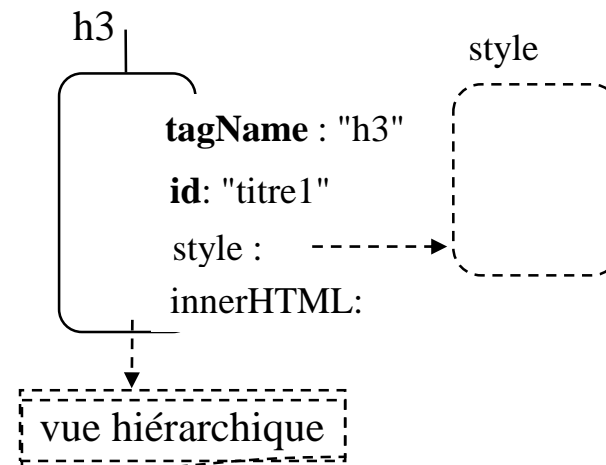 h3
style
tagName : "h3"
id: "titre1"
style :
innerHTML:
vue hiérarchique